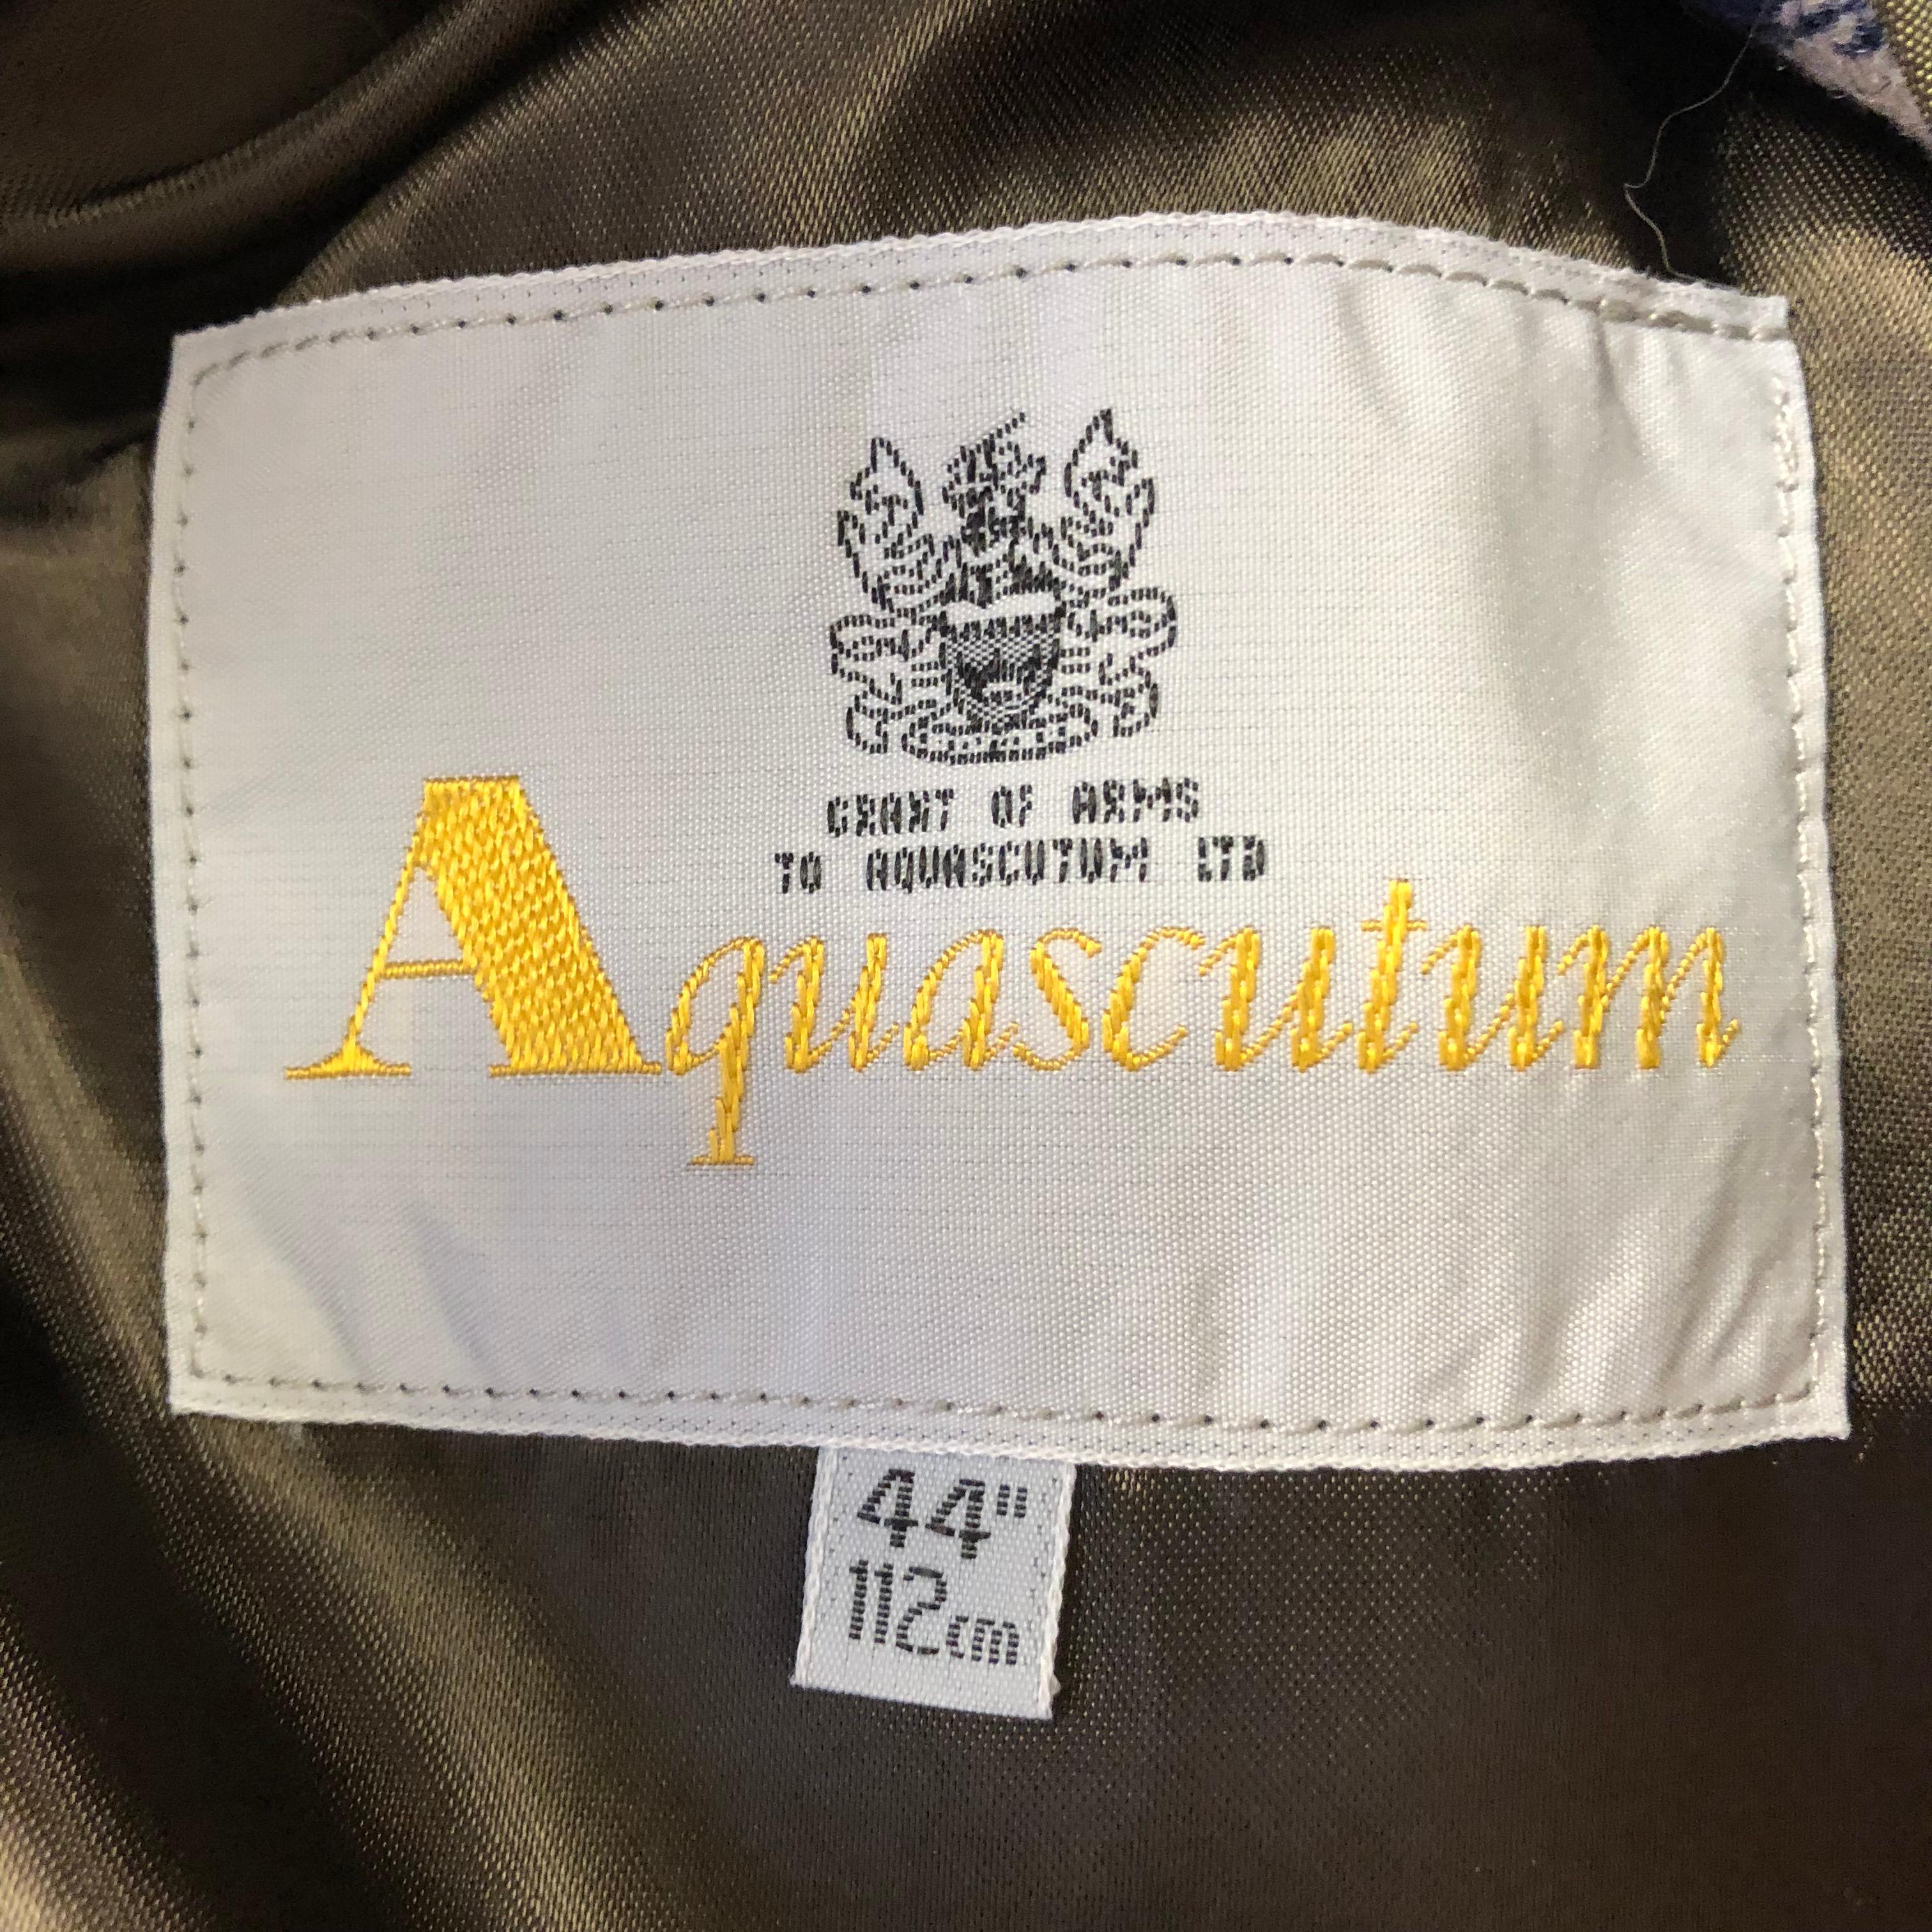 GRANT OF ARMS
TO AQUASCUTUM LTD
Aquascutum
44"
112cm